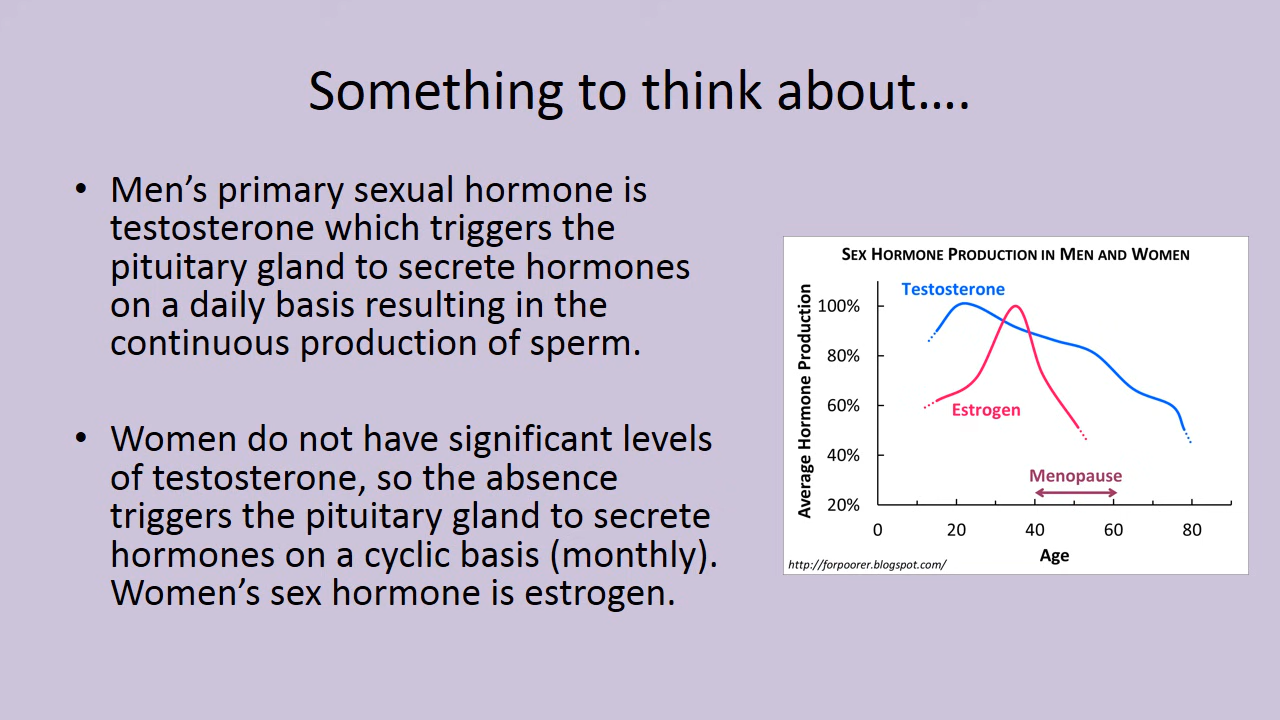 Something to think about….
• Men’s primary sexual hormone is
testosterone which triggers the
pituitary gland to secrete hormones
on a daily basis resulting in the
continuous production of sperm.
• Women do not have significant levels
of testosterone, so the absence
triggers the pituitary gland to secrete
hormones on a cyclic basis (monthly).
Women’s sex hormone is estrogen.
SEX HORMONE PRODUCTION IN MEN AND WOMEN
Average Hormone Production
100%
80%
60%
40%
20%
Testosterone
Estrogen
Menopause
0 20 40 60 80
Age
http://forpoorer.blogspot.com/